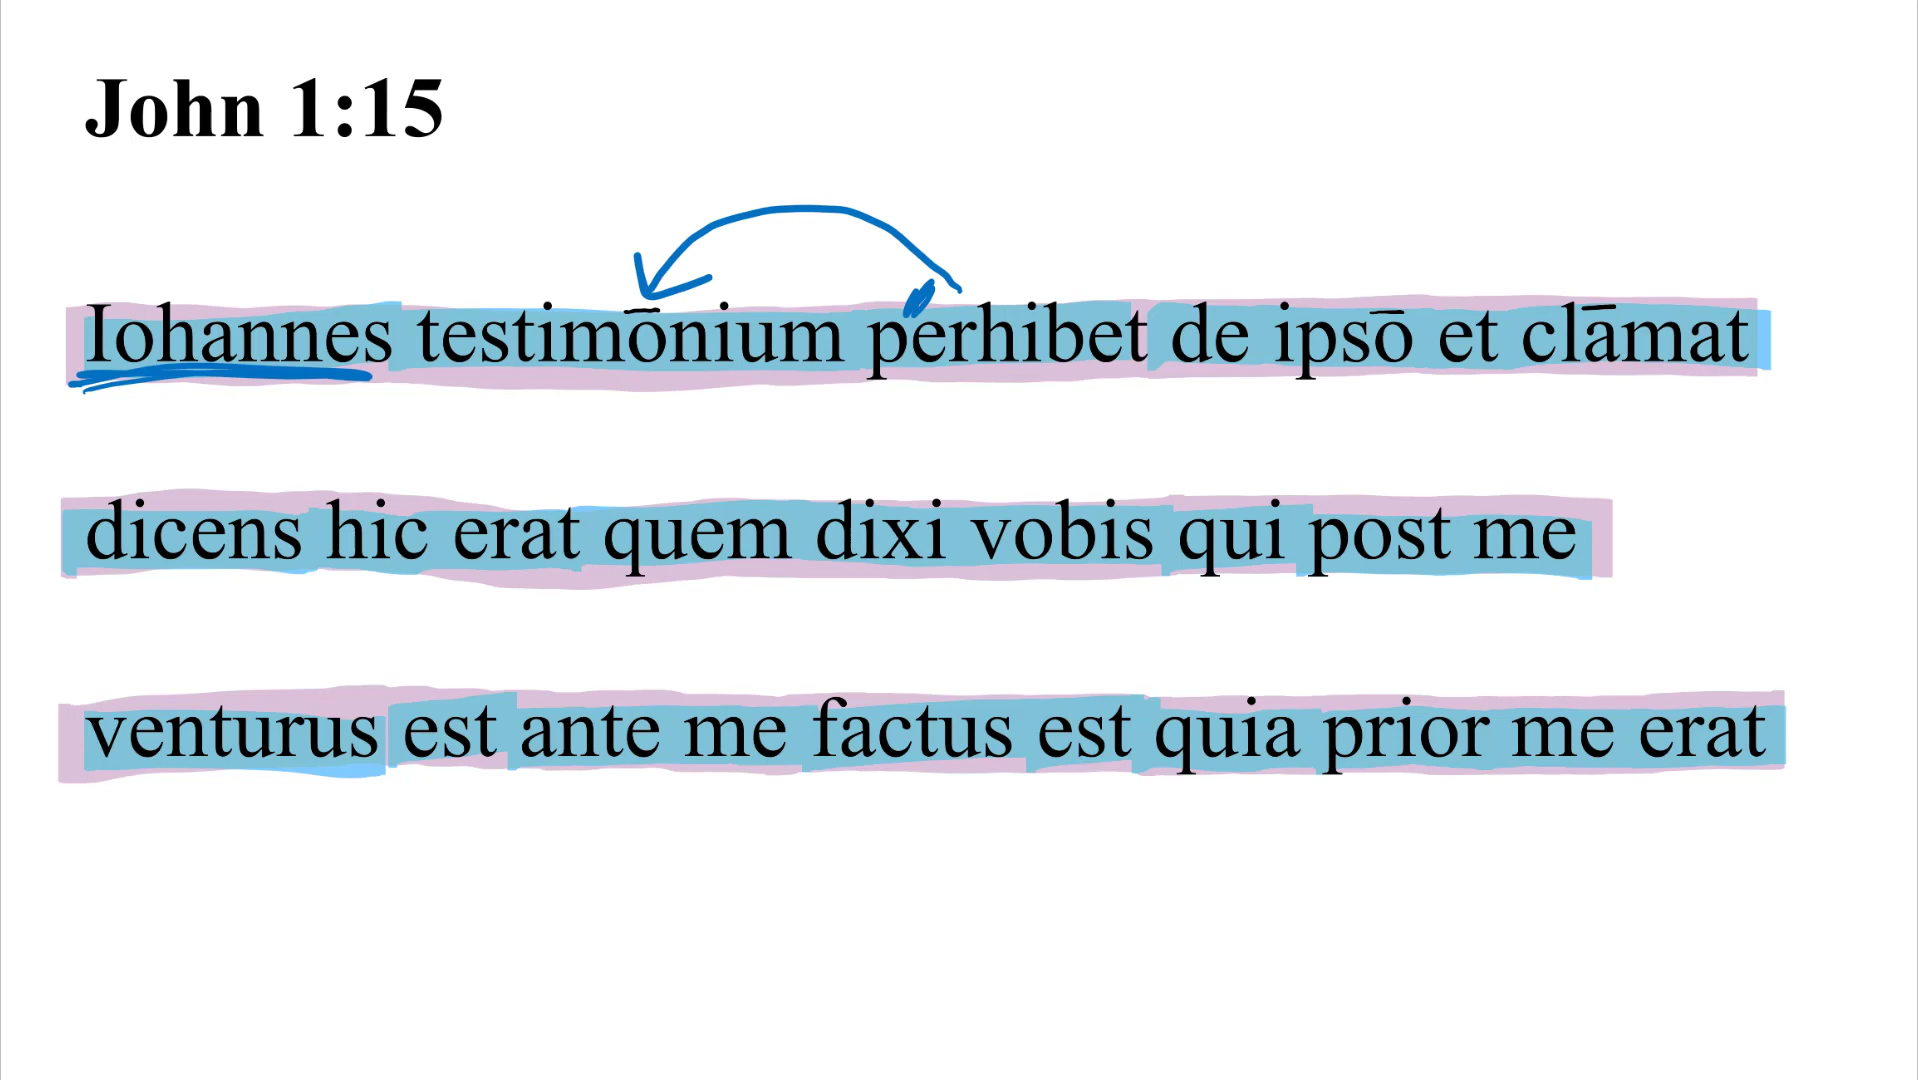 John 1:15
Iohannes testimōnium perhibet de ipsō et clāmat
dicens hic erat quem dixi vobis qui post me
venturus est ante me factus est quia prior me erat